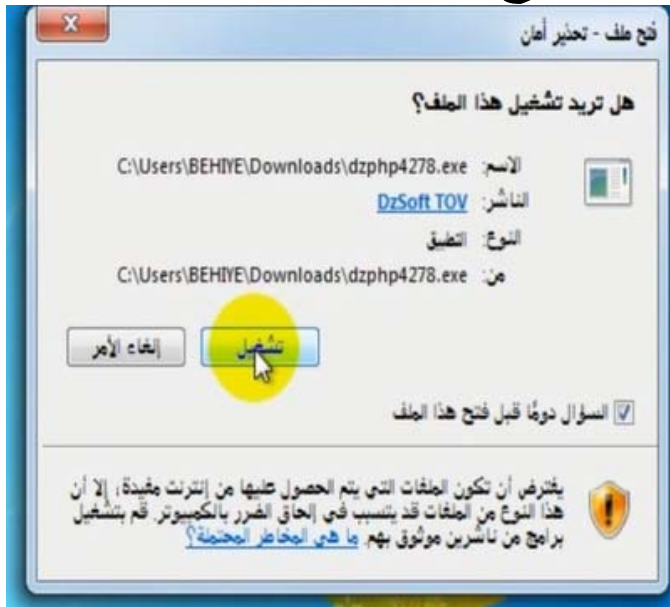 فتح ملف - تحذير أمان
هل تريد تشغيل هذا الملف؟
الاسم: C:\Users\BEHIYE\Downloads\dzphp4278.exe
الناشر: DzSoft TOV
النوع: التطبيق
من: C:\Users\BEHIYE\Downloads\dzphp4278.exe
تشغيل
إلغاء الأمر
السؤال دومًا قبل فتح هذا الملف
يفترض أن تكون الملفات التي يتم الحصول عليها من إنترنت مفيدة، إلا أن
هذا النوع من الملفات قد يتسبب في إلحاق الضرر بالكمبيوتر. قم بتشغيل
برامج من ناشرين موثوق بهم. ما هي المخاطر المحتملة؟